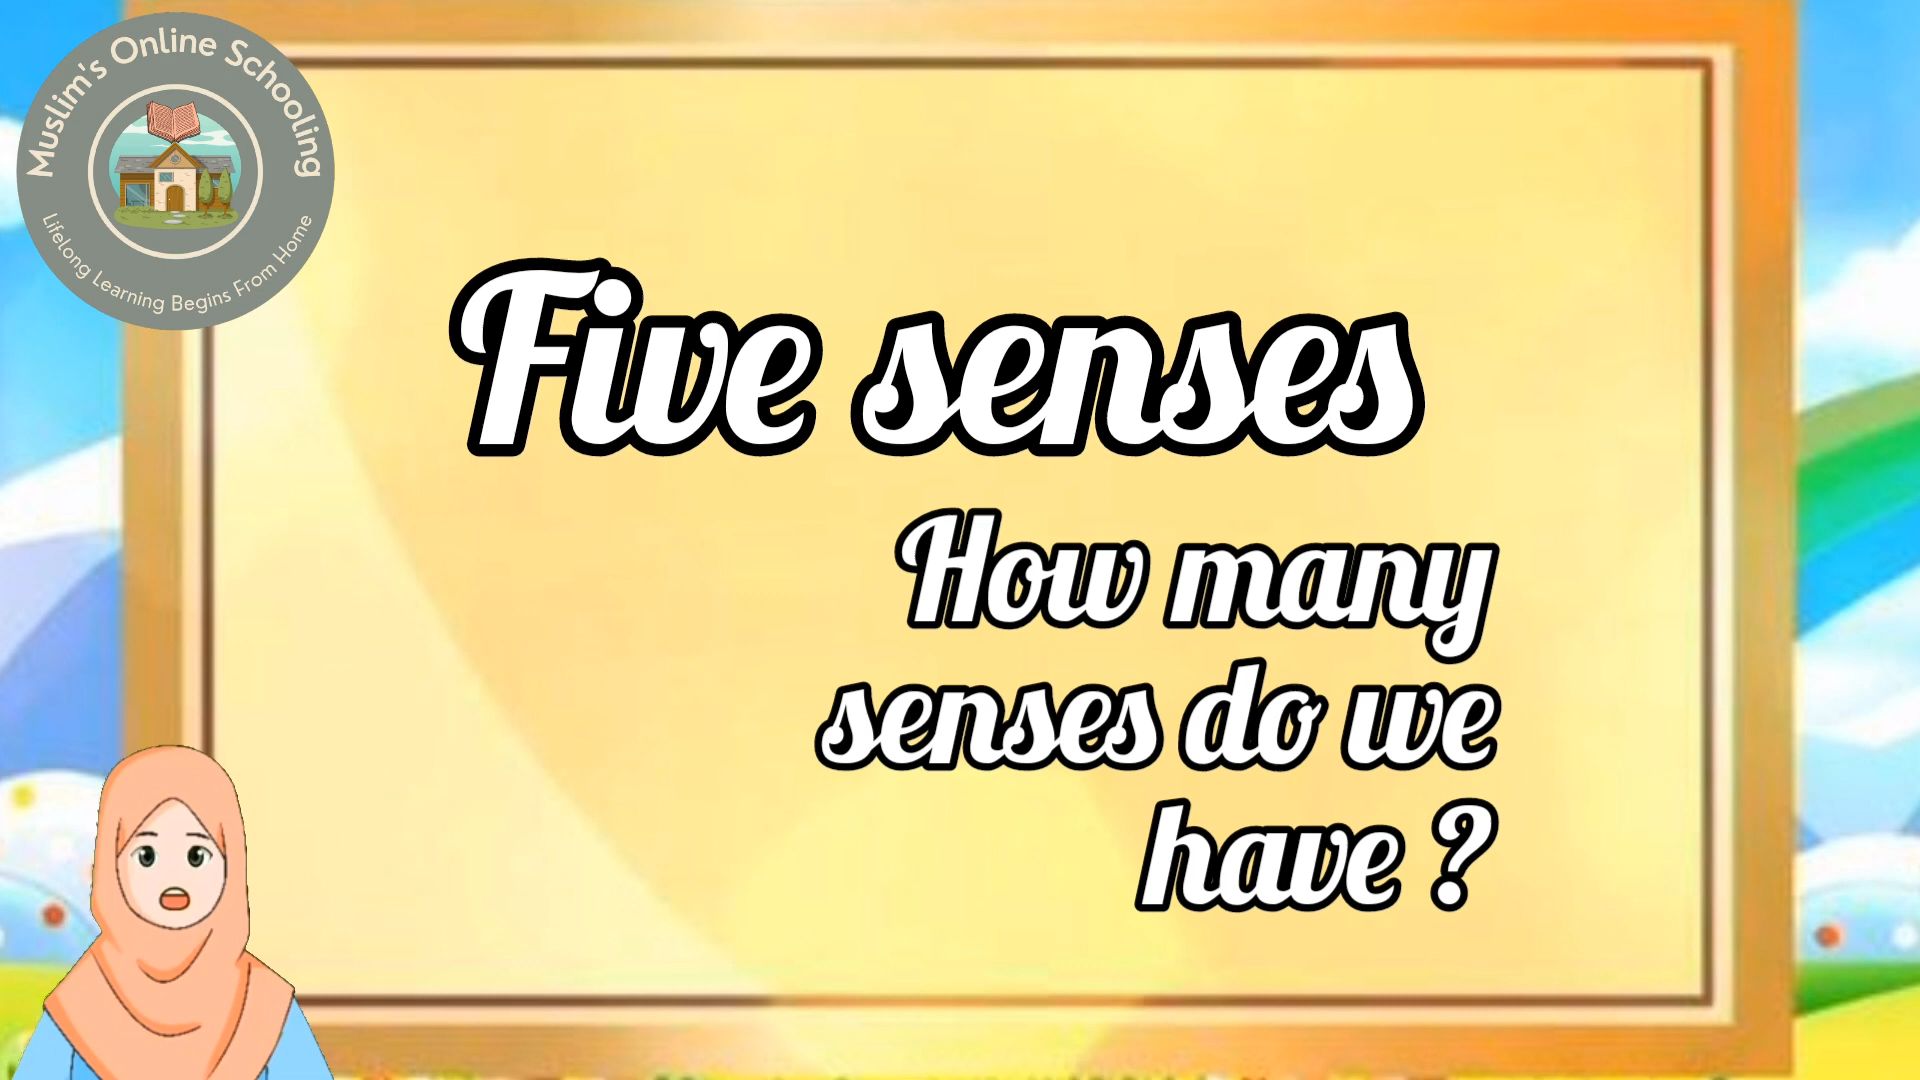 Muslim's Online Schooling
Lifelong Learning Begins From Home
Five senses
How many
senses do we
have ?